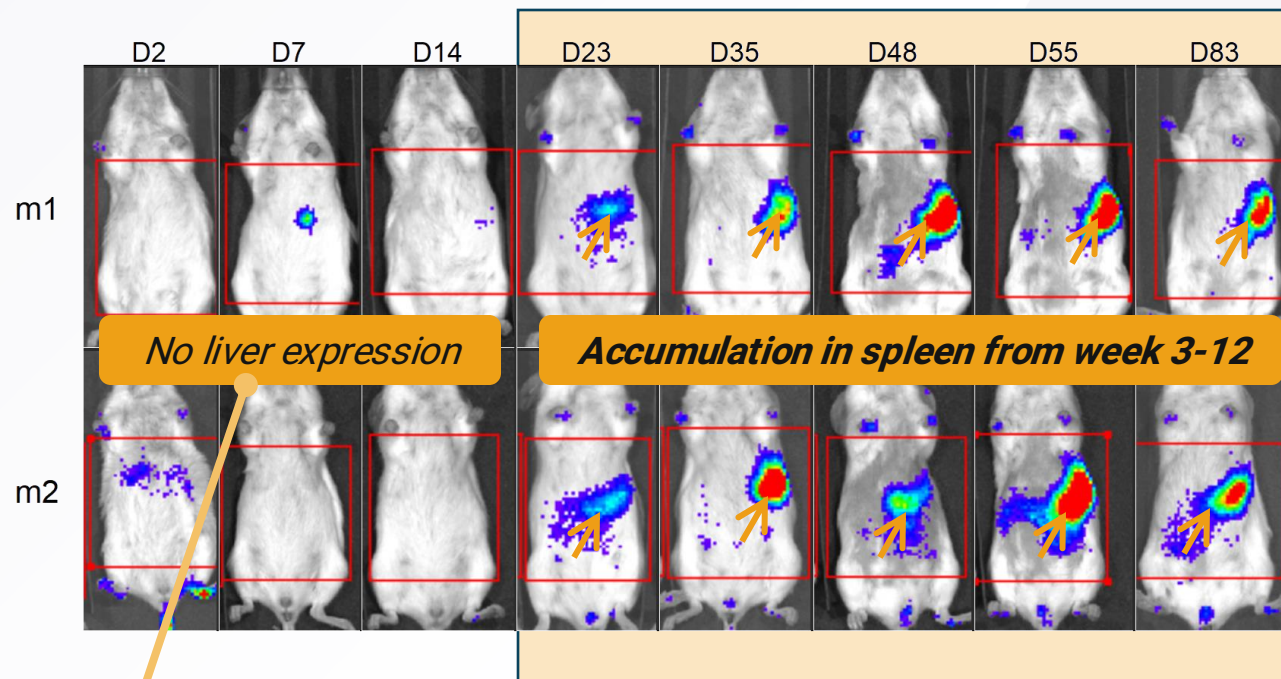 D2 D7 D14 D23 D35 D48 D55 D83
m1
No liver expression
Accumulation in spleen from week 3-12
m2